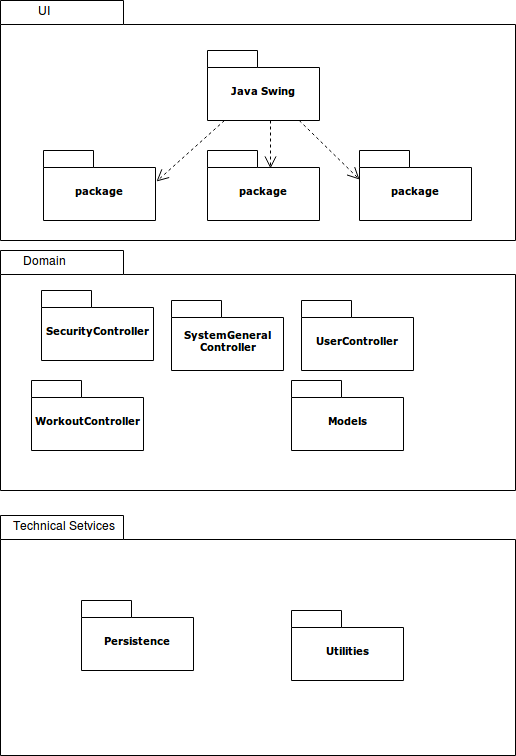 UI
Java Swing
package
package
package
Domain
SecurityController
SystemGeneral
Controller
UserController
WorkoutController
Models
Technical Setvices
Persistence
Utilities